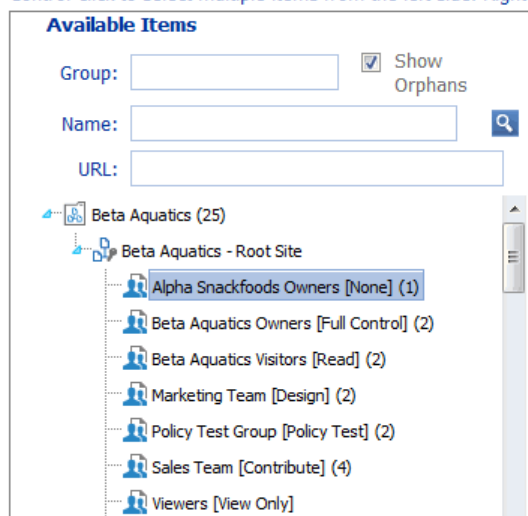 Available Items
Group:
Show
Orphans
Name:
URL:
Beta Aquatics (25)
Beta Aquatics - Root Site
Alpha Snackfoods Owners [None] (1)
Beta Aquatics Owners [Full Control] (2)
Beta Aquatics Visitors [Read] (2)
Marketing Team [Design] (2)
Policy Test Group [Policy Test] (2)
Sales Team [Contribute] (4)
Viewers [View Only]